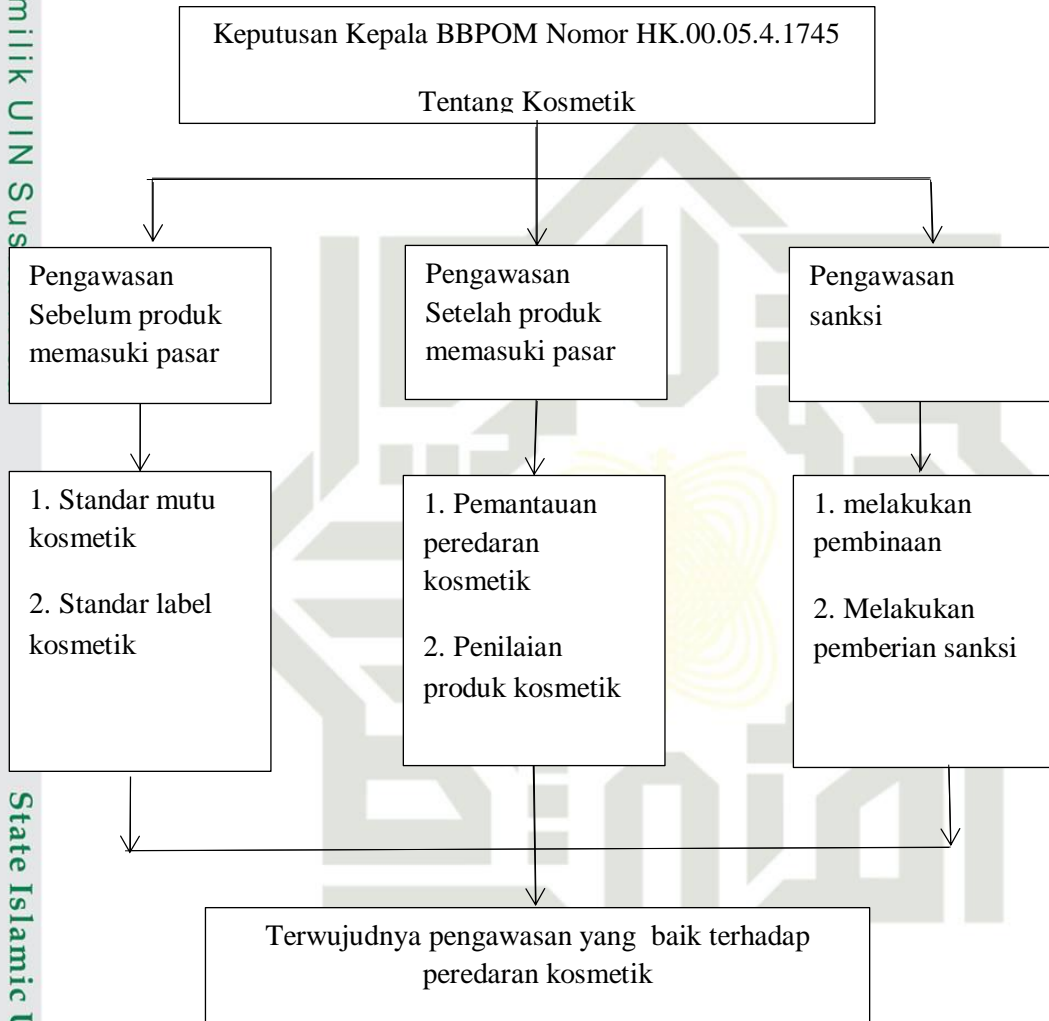 milik UIN Sus
State Islamic U
Keputusan Kepala BBPOM Nomor HK.00.05.4.1745
Tentang Kosmetik
Pengawasan
Sebelum produk
memasuki pasar
Pengawasan
Setelah produk
memasuki pasar
Pengawasan
sanksi
1. Standar mutu
kosmetik
2. Standar label
kosmetik
1. Pemantauan
peredaran
kosmetik
2. Penilaian
produk kosmetik
1. melakukan
pembinaan
2. Melakukan
pemberian sanksi
Terwujudnya pengawasan yang  baik terhadap
peredaran kosmetik